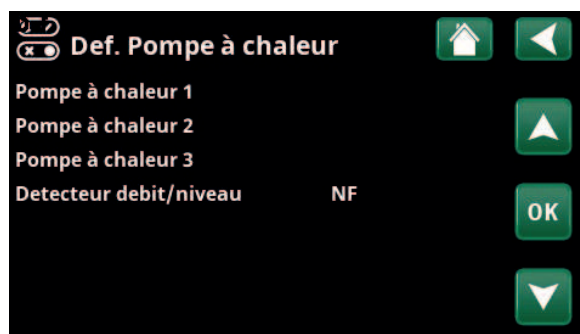 Def. Pompe à chaleur
Pompe à chaleur 1
Pompe à chaleur 2
Pompe à chaleur 3
Detecteur debit/niveau NF
OK